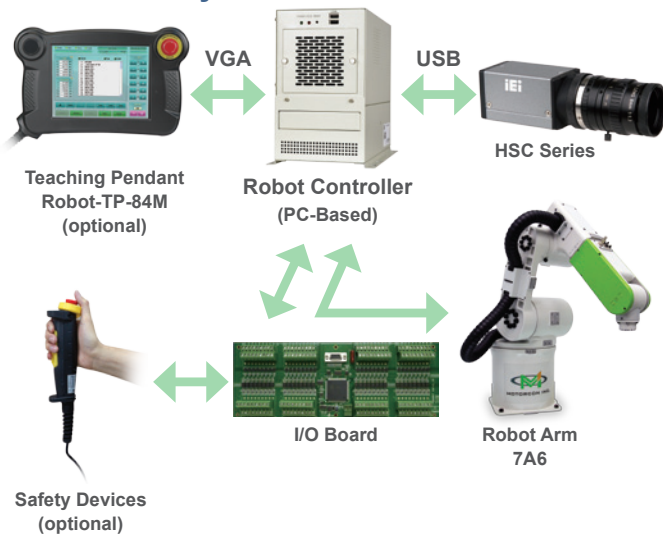 VGA
USB
iEi
HSC Series
Teaching Pendant
Robot-TP-84M
(optional)
Robot Controller
(PC-Based)
I/O Board
Robot Arm
7A6
Safety Devices
(optional)